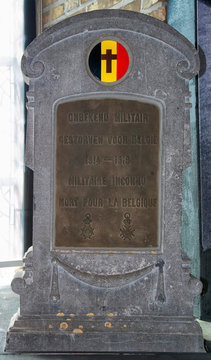 ONBEKEND MILITAIR
GESTORVEN VOOR BELGIE
1914 – 1918
MILITAIRE INCONNU
MORT POUR LA BELGIQUE